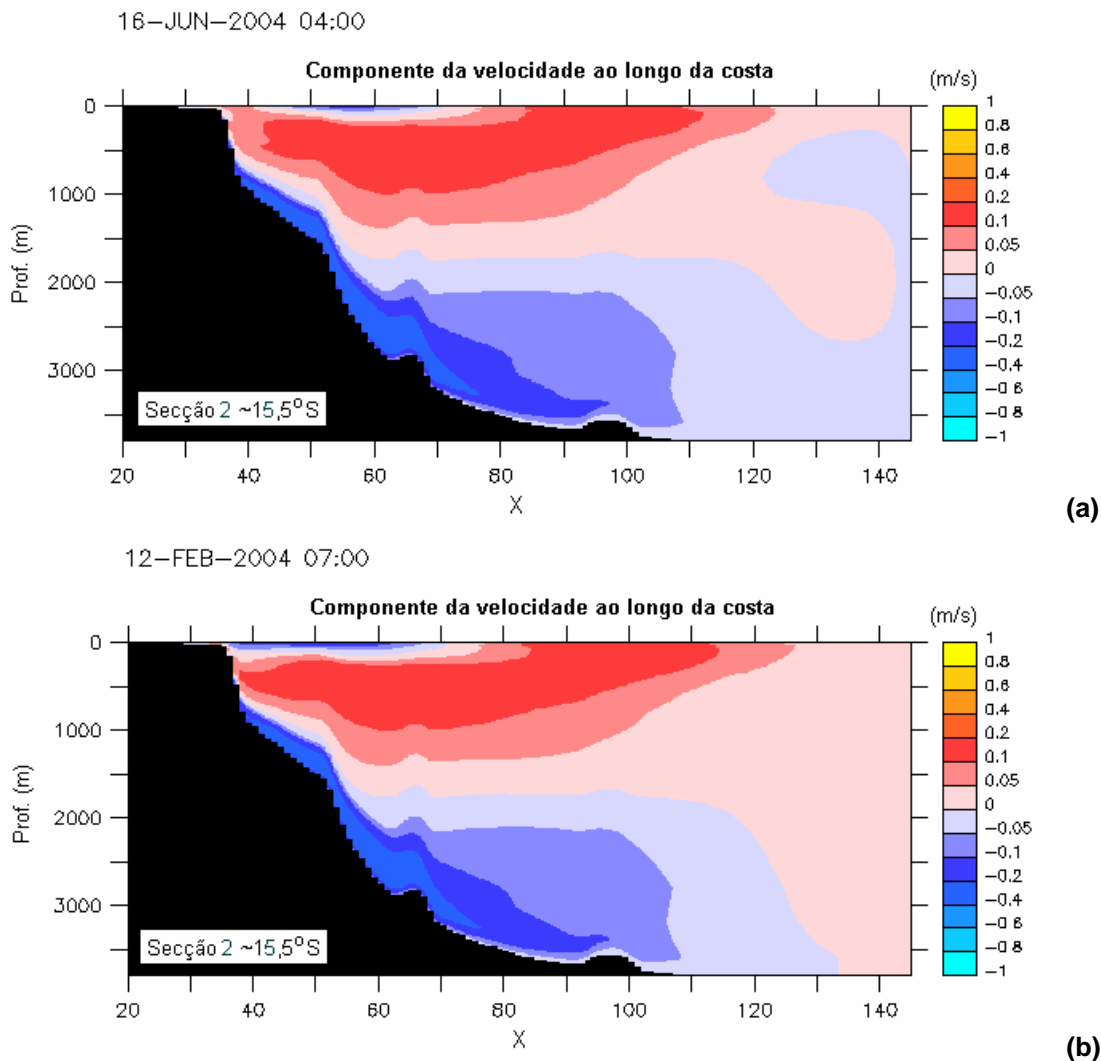 16-JUN-2004 04:00
Componente da velocidade ao longo da costa
(m/s)
Prof. (m)
0
1000
2000
3000
1
0.8
0.6
0.4
0.2
0.1
0.05
0
-0.05
-0.1
-0.2
-0.4
-0.6
-0.8
-1
Secção 2 ~15,5°S
20 40 60 80 100 120 140
X
(a)
12-FEB-2004 07:00
Componente da velocidade ao longo da costa
(m/s)
Prof. (m)
0
1000
2000
3000
1
0.8
0.6
0.4
0.2
0.1
0.05
0
-0.05
-0.1
-0.2
-0.4
-0.6
-0.8
-1
Secção 2 ~15,5°S
20 40 60 80 100 120 140
X
(b)